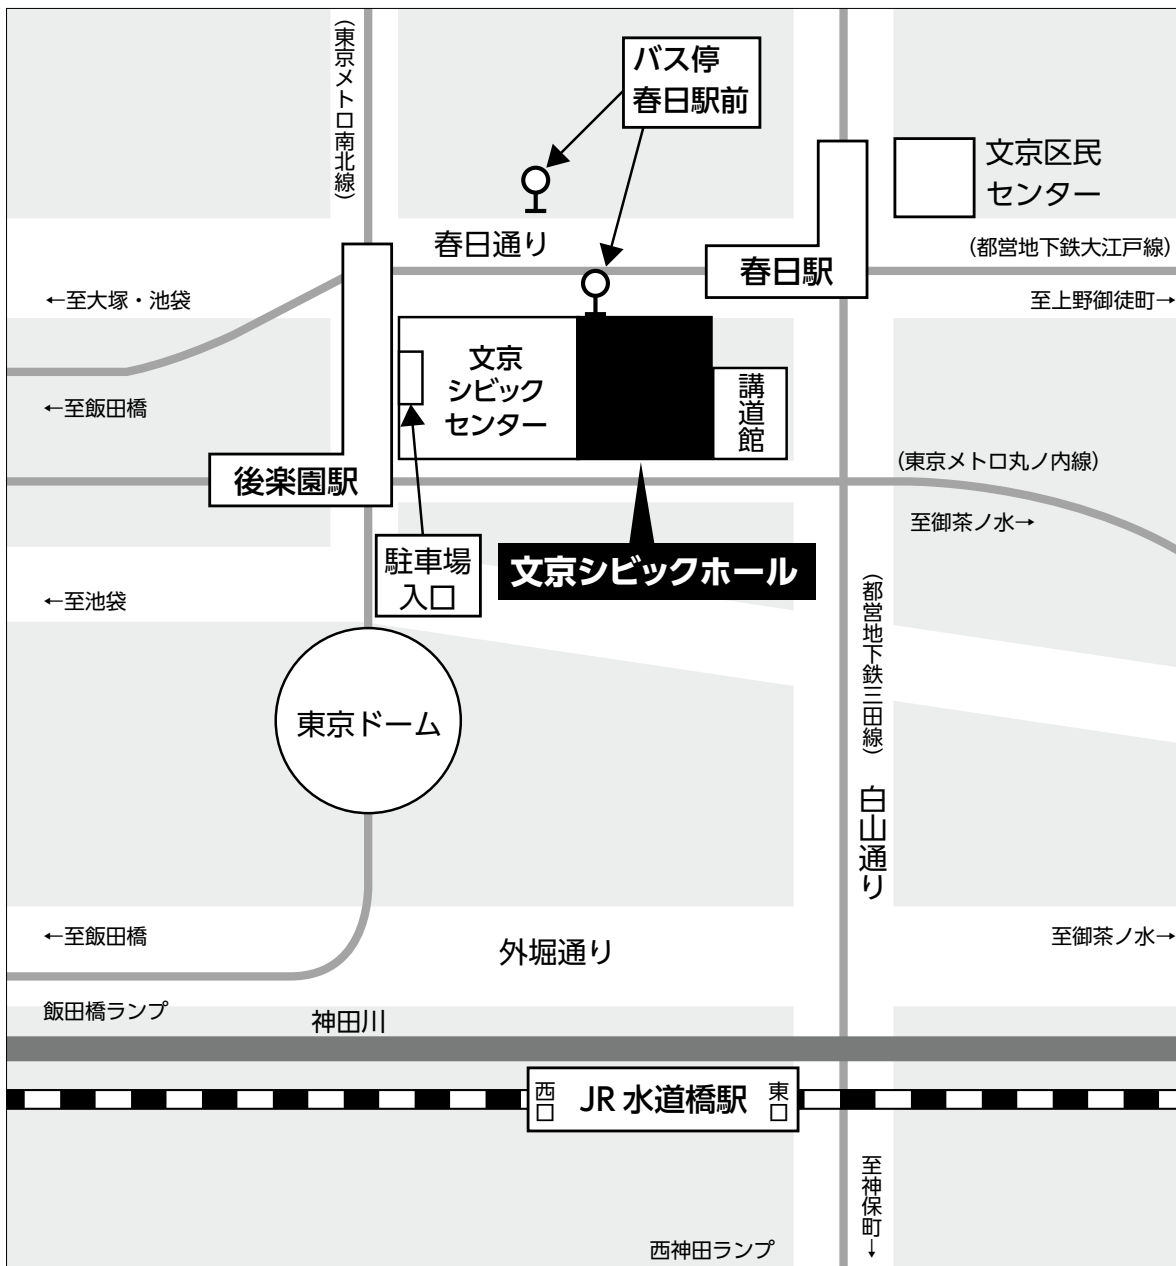 (東京メトロ南北線)
バス停
春日駅前
文京区民
センター
春日通り
(都営地下鉄大江戸線)
春日駅
←至大塚・池袋
至上野御徒町→
文京
シビック
センター
講道館
←至飯田橋
(東京メトロ丸ノ内線)
後楽園駅
至御茶ノ水→
駐車場
入口
文京シビックホール
←至池袋
(都営地下鉄三田線)
東京ドーム
白山通り
←至飯田橋
外堀通り
至御茶ノ水→
飯田橋ランプ
神田川
西口
JR 水道橋駅
東口
至神保町→
西神田ランプ